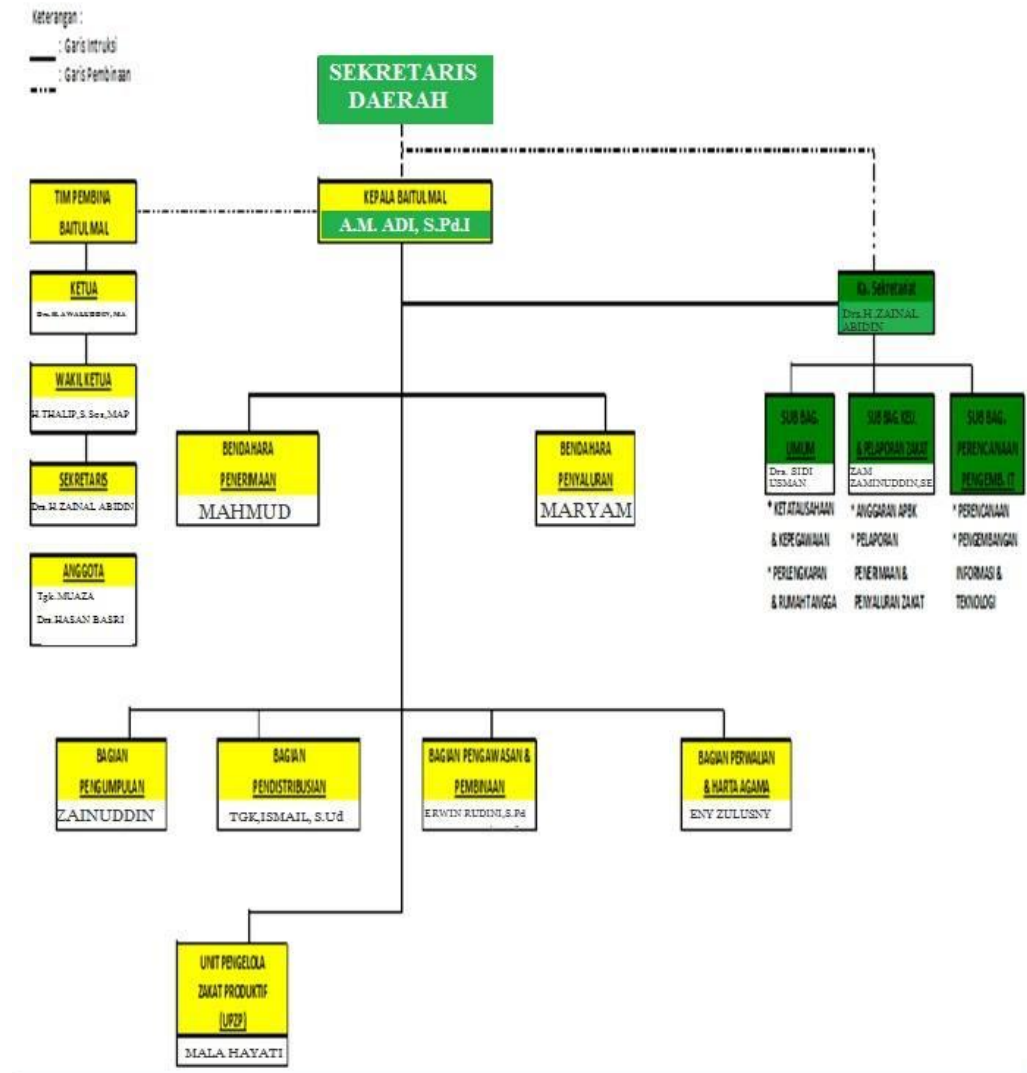 Keterangan :
: Garis Intruksi
: Garis Pembinaan
SEKRETARIS
DAERAH
KEPALA BAITUL MAL
A.M. ADI, S.Pd.I
TIM PEMBINA
BAITUL MAL
KETUA
WAKIL KETUA
H.THALIP,S.Sos,MAP
SEKRETARIS
Drs.H.ZAINAL ABIDIN
ANGGOTA
Tgk.MUAZA
Drs.HASAN BASRI
Ka. Sekretariat
Drs.H.ZAINAL
ABIDIN
BENDAHARA
PENERIMAAN
MAHMUD
BENDAHARA
PENYALURAN
MARYAM
SUB BAG.
UMUM
Drs. SIDI
USMAN
* KETATAUSAHAAN
& KEPEGAWAIAN
* PERLENGKAPAN
& RUMAH TANGGA
SUB BAG. KEU.
& PELAPORAN ZAKAT
ZAM
ZAMINUDDIN,SE
* ANGGARAN APBK
* PELAPORAN
PENERIMAAN &
PENYALURAN ZAKAT
SUB BAG.
PERENCANAAN
PENGEMB. IT
* PERENCANAAN
* PENGEMBANGAN
INFORMASI &
TEKNOLOGI
BAGIAN
PENGUMPULAN
ZAINUDDIN
BAGIAN
PENDISTRIBUSIAN
TGK,ISMAIL, S.Ud
BAGIAN PENGAWASAN &
PEMBINAAN
ERWIN RUDINI,S.Pd
BAGIAN PERWALIAN
& HARTA AGAMA
ENY ZULUSNY
UNIT PENGELOLA
ZAKAT PRODUKTIF
(UPZP)
MALA HAYATI